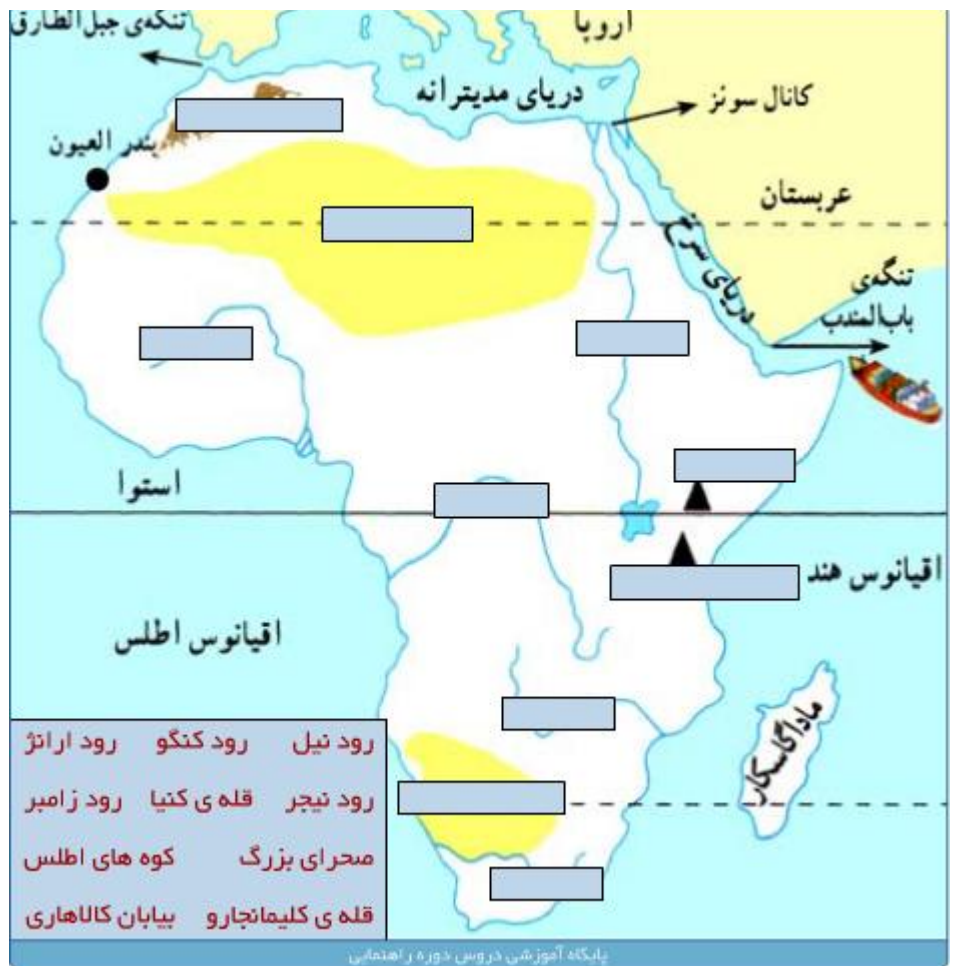 اروپا
تنگه‌ی جبل‌الطارق
دریای مدیترانه
کانال سوئز
بندر العیون
عربستان
دریای سرخ
تنگه‌ی
باب‌المندب
استوا
اقیانوس هند
اقیانوس اطلس
ماداگاسکار
رود نیل رود کنگو رود ارانژ
رود نیجر قله ی کنیا رود زامبر
صحرای بزرگ کوه های اطلس
قله ی کلیمانجارو بیابان کالاهاری
پایگاه آموزشی دروس دوره راهنمایی